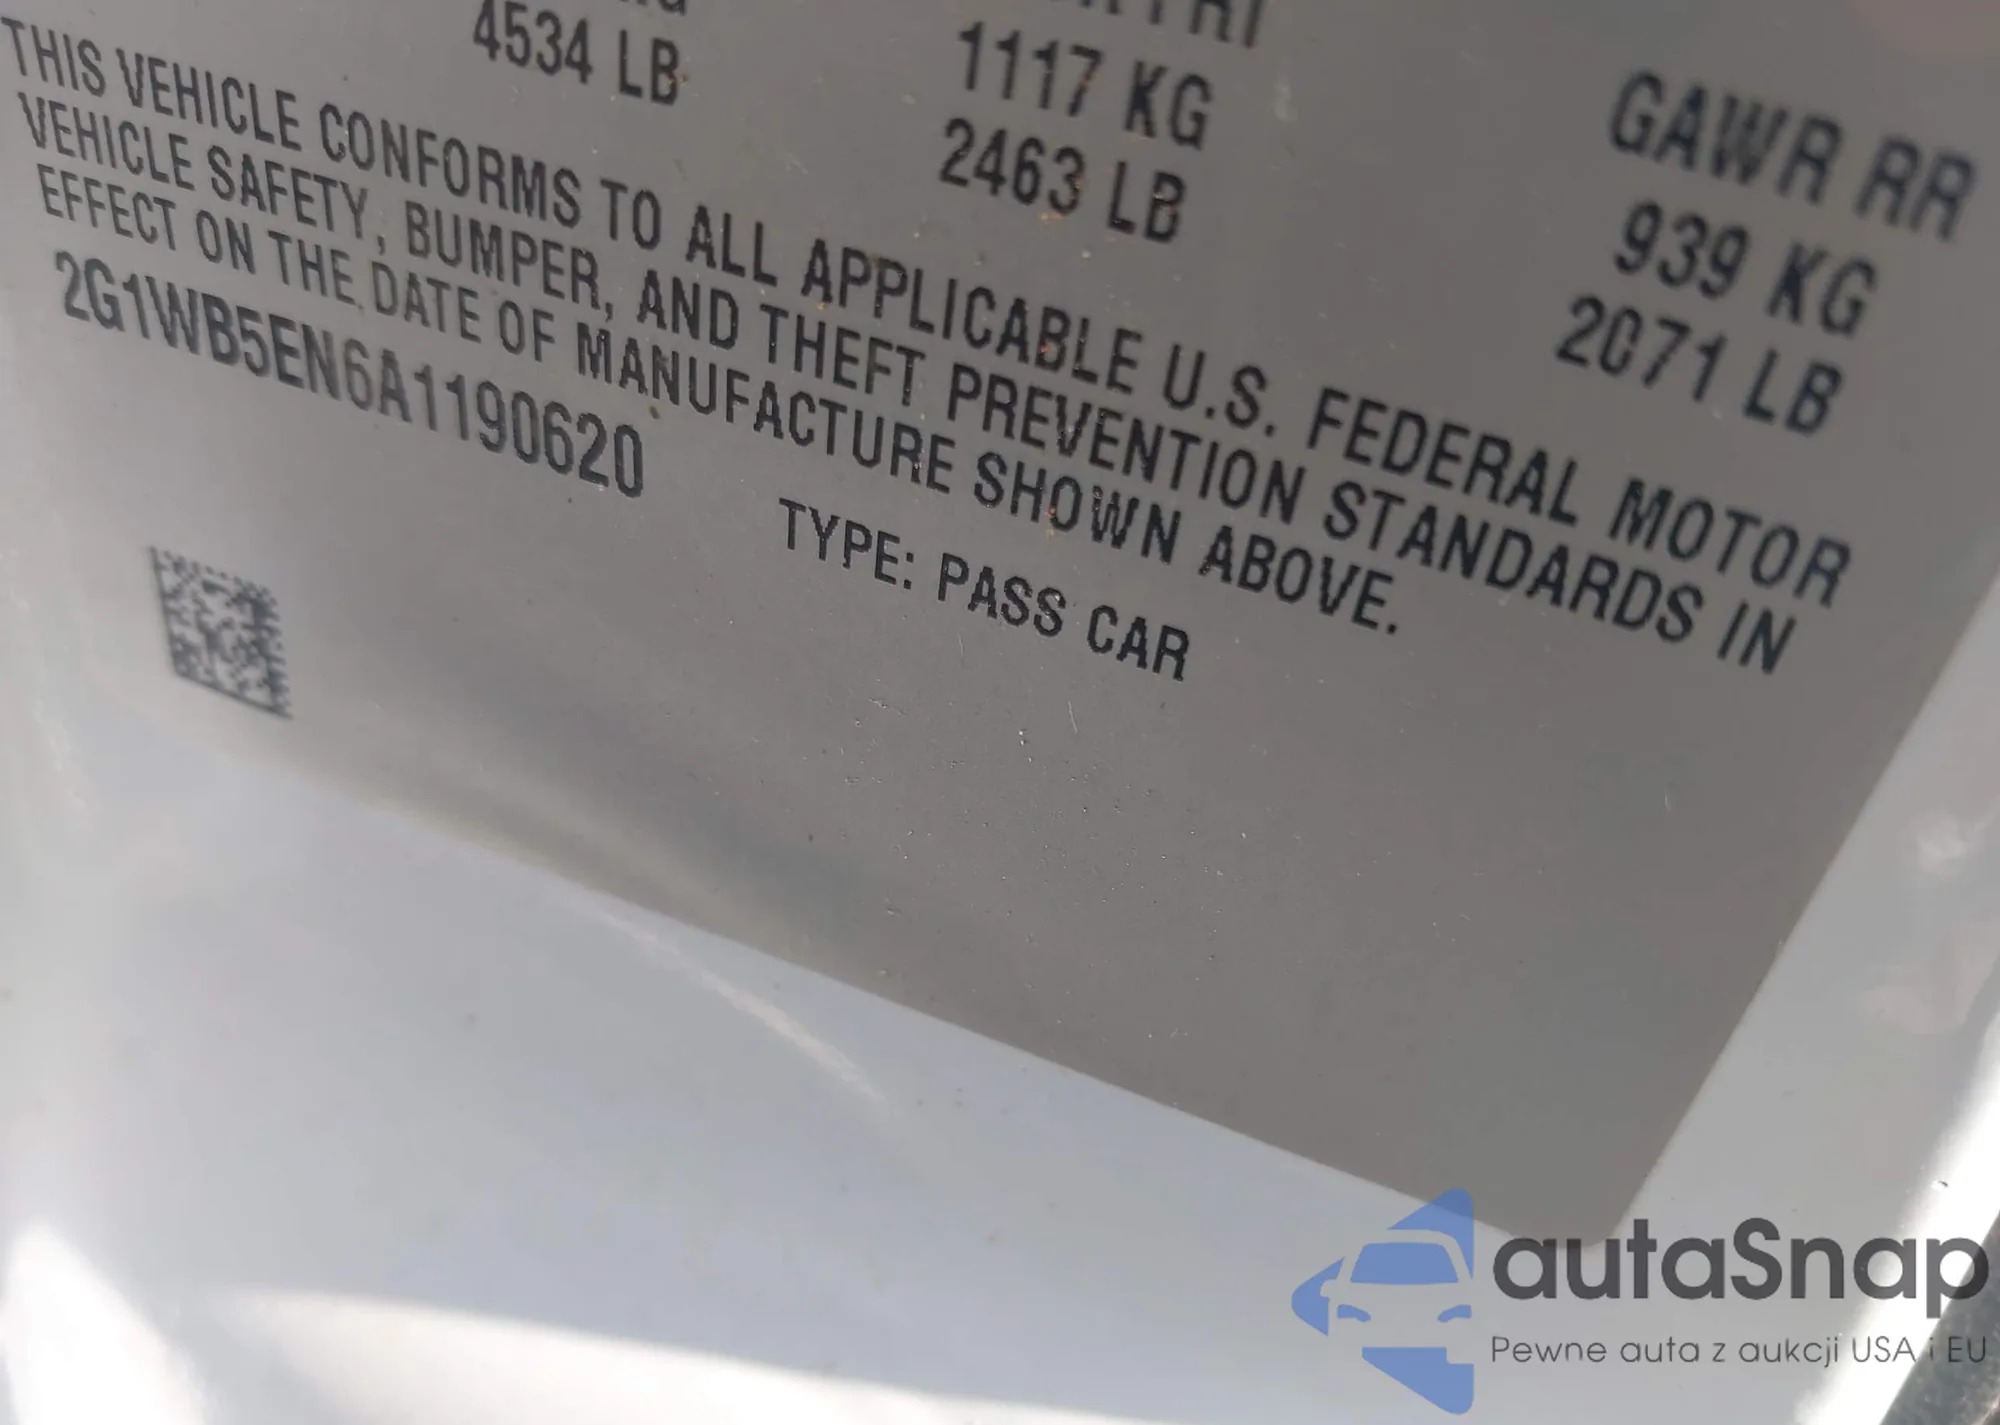 4534 LB
1117 KG
2463 LB
GAWR RR
939 KG
2071 LB
THIS VEHICLE CONFORMS TO ALL APPLICABLE U.S. FEDERAL MOTOR
VEHICLE SAFETY, BUMPER, AND THEFT PREVENTION STANDARDS IN
EFFECT ON THE DATE OF MANUFACTURE SHOWN ABOVE.
2G1WB5EN6A1190620
TYPE: PASS CAR
autaSnap
Pewne auta z aukcji USA i EU